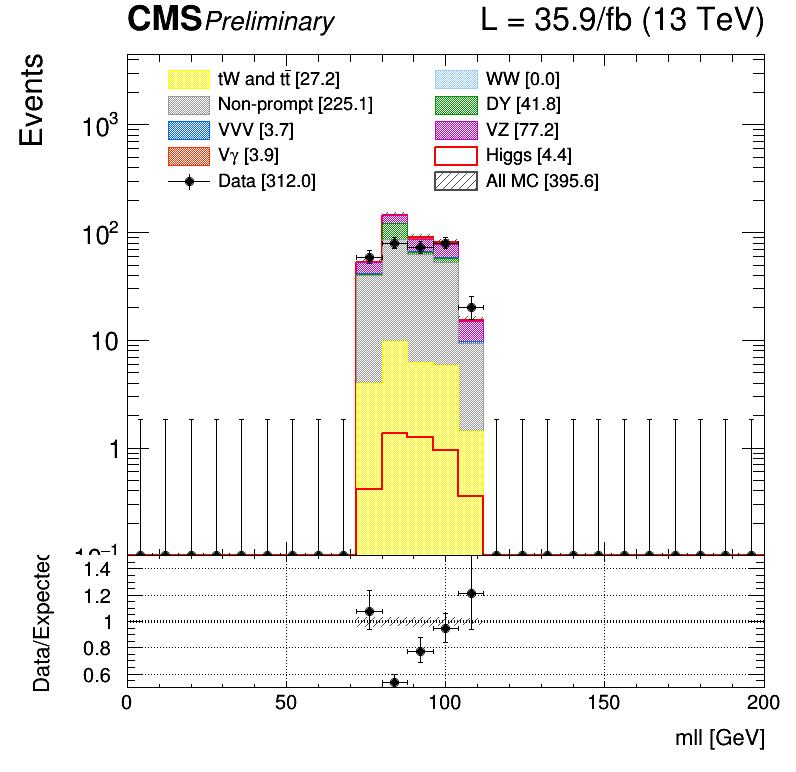 CMS Preliminary L = 35.9/fb (13 TeV)
Events
tW and tt̄ [27.2] WW [0.0]
Non-prompt [225.1] DY [41.8]
VVV [3.7] VZ [77.2]
Vγ [3.9] Higgs [4.4]
Data [312.0] All MC [395.6]
10³
10²
10
1
Data/Expected
1.4
1.2
1
0.8
0.6
0 50 100 150 200
mll [GeV]